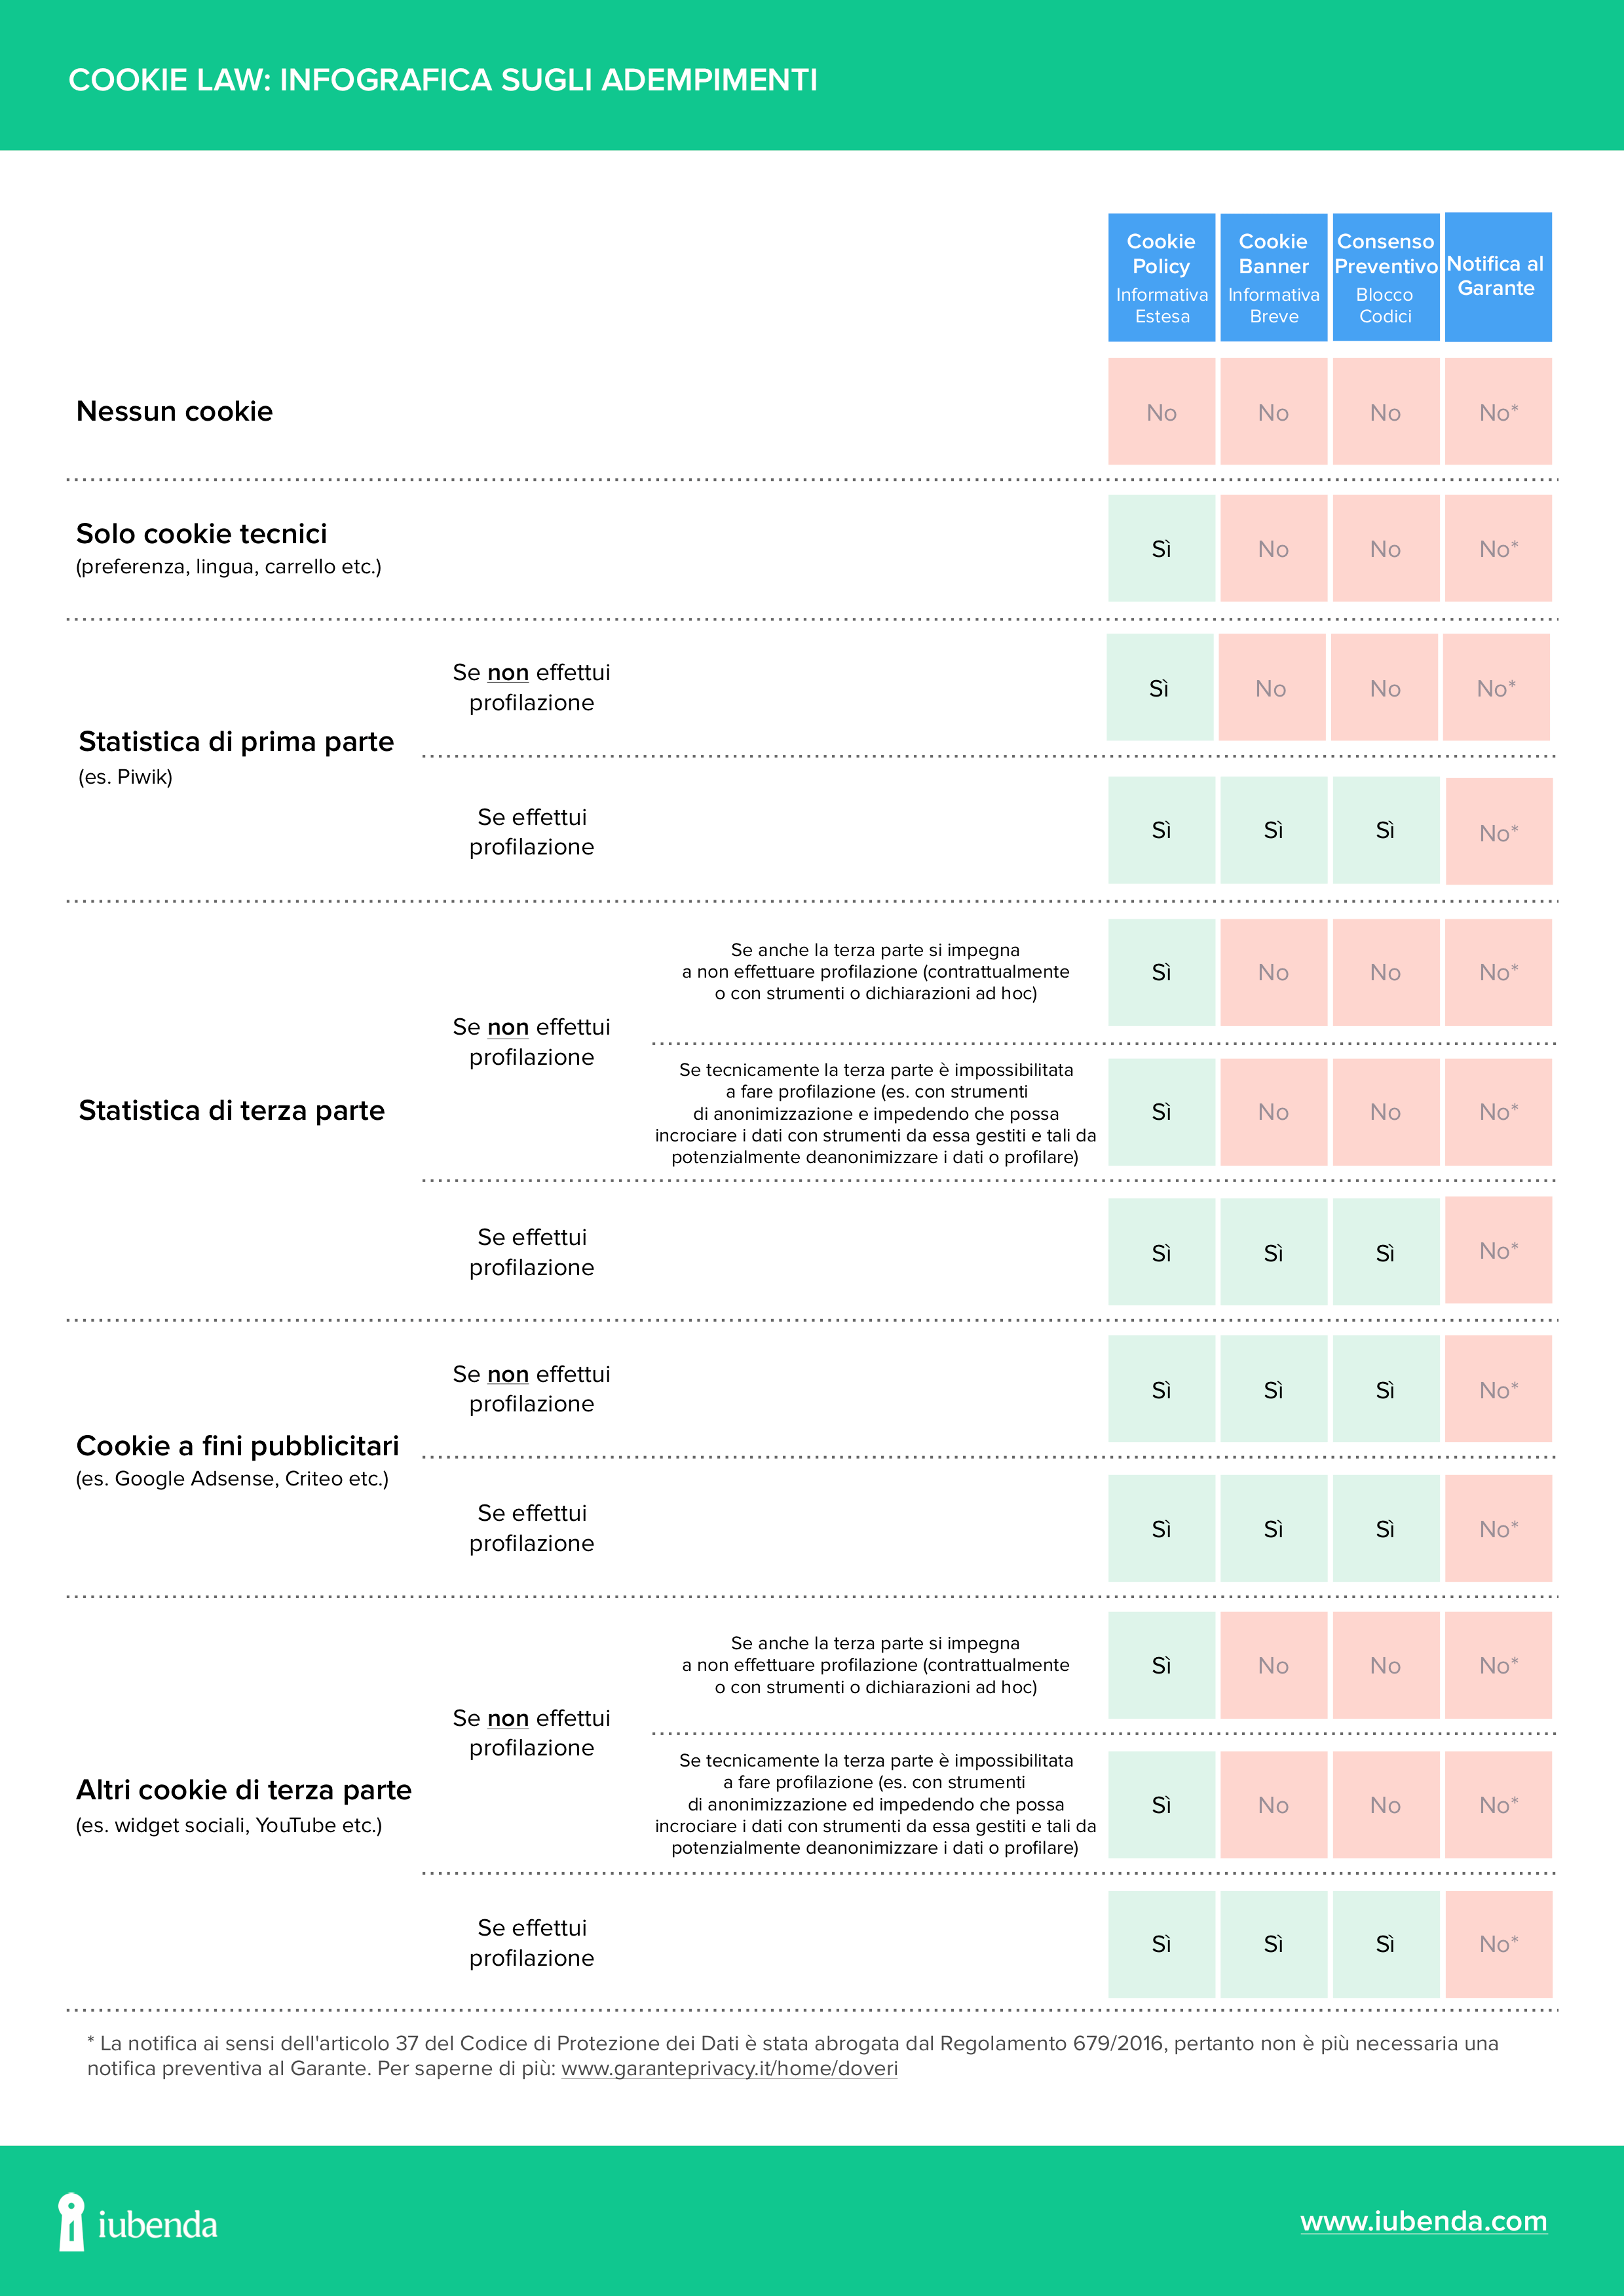 COOKIE LAW: INFOGRAFICA SUGLI ADEMPIMENTI
Cookie
Policy
Informativa
Estesa
Cookie
Banner
Informativa
Breve
Consenso
Preventivo
Blocco
Codici
Notifica al
Garante
Nessun cookie
No No No No*
Solo cookie tecnici
(preferenza, lingua, carrello etc.)
Sì No No No*
Statistica di prima parte
(es. Piwik)
Se non effettui
profilazione
Sì No No No*
Se effettui
profilazione
Sì Sì Sì No*
Statistica di terza parte
Se non effettui
profilazione
Se anche la terza parte si impegna
a non effettuare profilazione (contrattualmente
o con strumenti o dichiarazioni ad hoc)
Sì No No No*
Se tecnicamente la terza parte è impossibilitata
a fare profilazione (es. con strumenti
di anonimizzazione e impedendo che possa
incrociare i dati con strumenti da essa gestiti e tali da
potenzialmente deanonimizzare i dati o profilare)
Sì No No No*
Se effettui
profilazione
Sì Sì Sì No*
Cookie a fini pubblicitari
(es. Google Adsense, Criteo etc.)
Se non effettui
profilazione
Sì Sì Sì No*
Se effettui
profilazione
Sì Sì Sì No*
Altri cookie di terza parte
(es. widget sociali, YouTube etc.)
Se non effettui
profilazione
Se anche la terza parte si impegna
a non effettuare profilazione (contrattualmente
o con strumenti o dichiarazioni ad hoc)
Sì No No No*
Se tecnicamente la terza parte è impossibilitata
a fare profilazione (es. con strumenti
di anonimizzazione ed impedendo che possa
incrociare i dati con strumenti da essa gestiti e tali da
potenzialmente deanonimizzare i dati o profilare)
Sì No No No*
Se effettui
profilazione
Sì Sì Sì No*
* La notifica ai sensi dell'articolo 37 del Codice di Protezione dei Dati è stata abrogata dal Regolamento 679/2016, pertanto non è più necessaria una
notifica preventiva al Garante. Per saperne di più: www.garanteprivacy.it/home/doveri
iubenda
www.iubenda.com